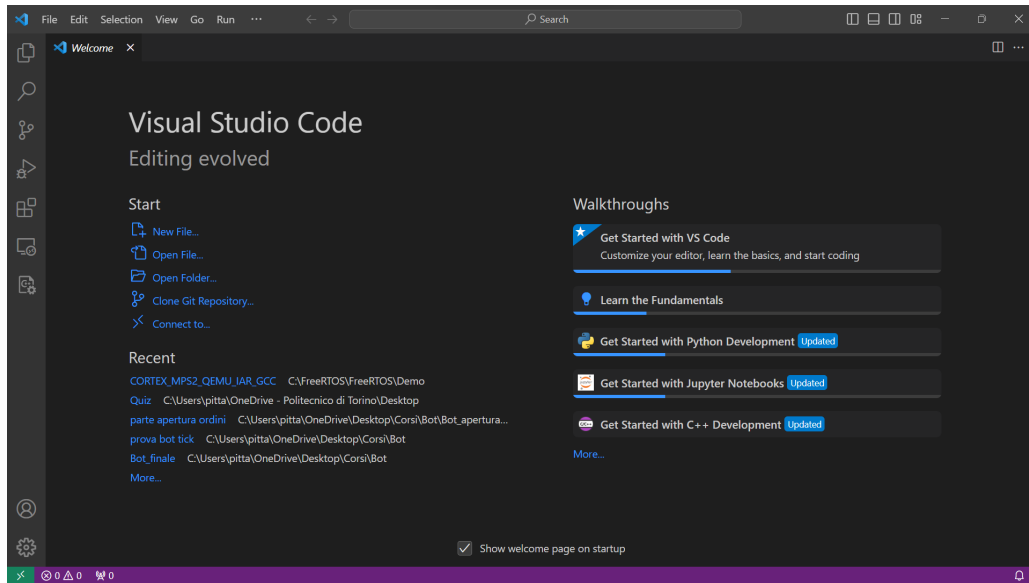 File Edit Selection View Go Run ··· Search
Welcome
Visual Studio Code
Editing evolved
Start
New File...
Open File...
Open Folder...
Clone Git Repository...
Connect to...
Recent
CORTEX_MPS2_QEMU_IAR_GCC C:\FreeRTOS\FreeRTOS\Demo
Quiz C:\Users\pitta\OneDrive - Politecnico di Torino\Desktop
parte apertura ordini C:\Users\pitta\OneDrive\Desktop\Corsi\Bot\Bot_apertura...
prova bot tick C:\Users\pitta\OneDrive\Desktop\Corsi\Bot
Bot_finale C:\Users\pitta\OneDrive\Desktop\Corsi\Bot
More...
Walkthroughs
Get Started with VS Code
Customize your editor, learn the basics, and start coding
Learn the Fundamentals
Get Started with Python Development Updated
Get Started with Jupyter Notebooks Updated
Get Started with C++ Development Updated
More...
Show welcome page on startup
0 0 0